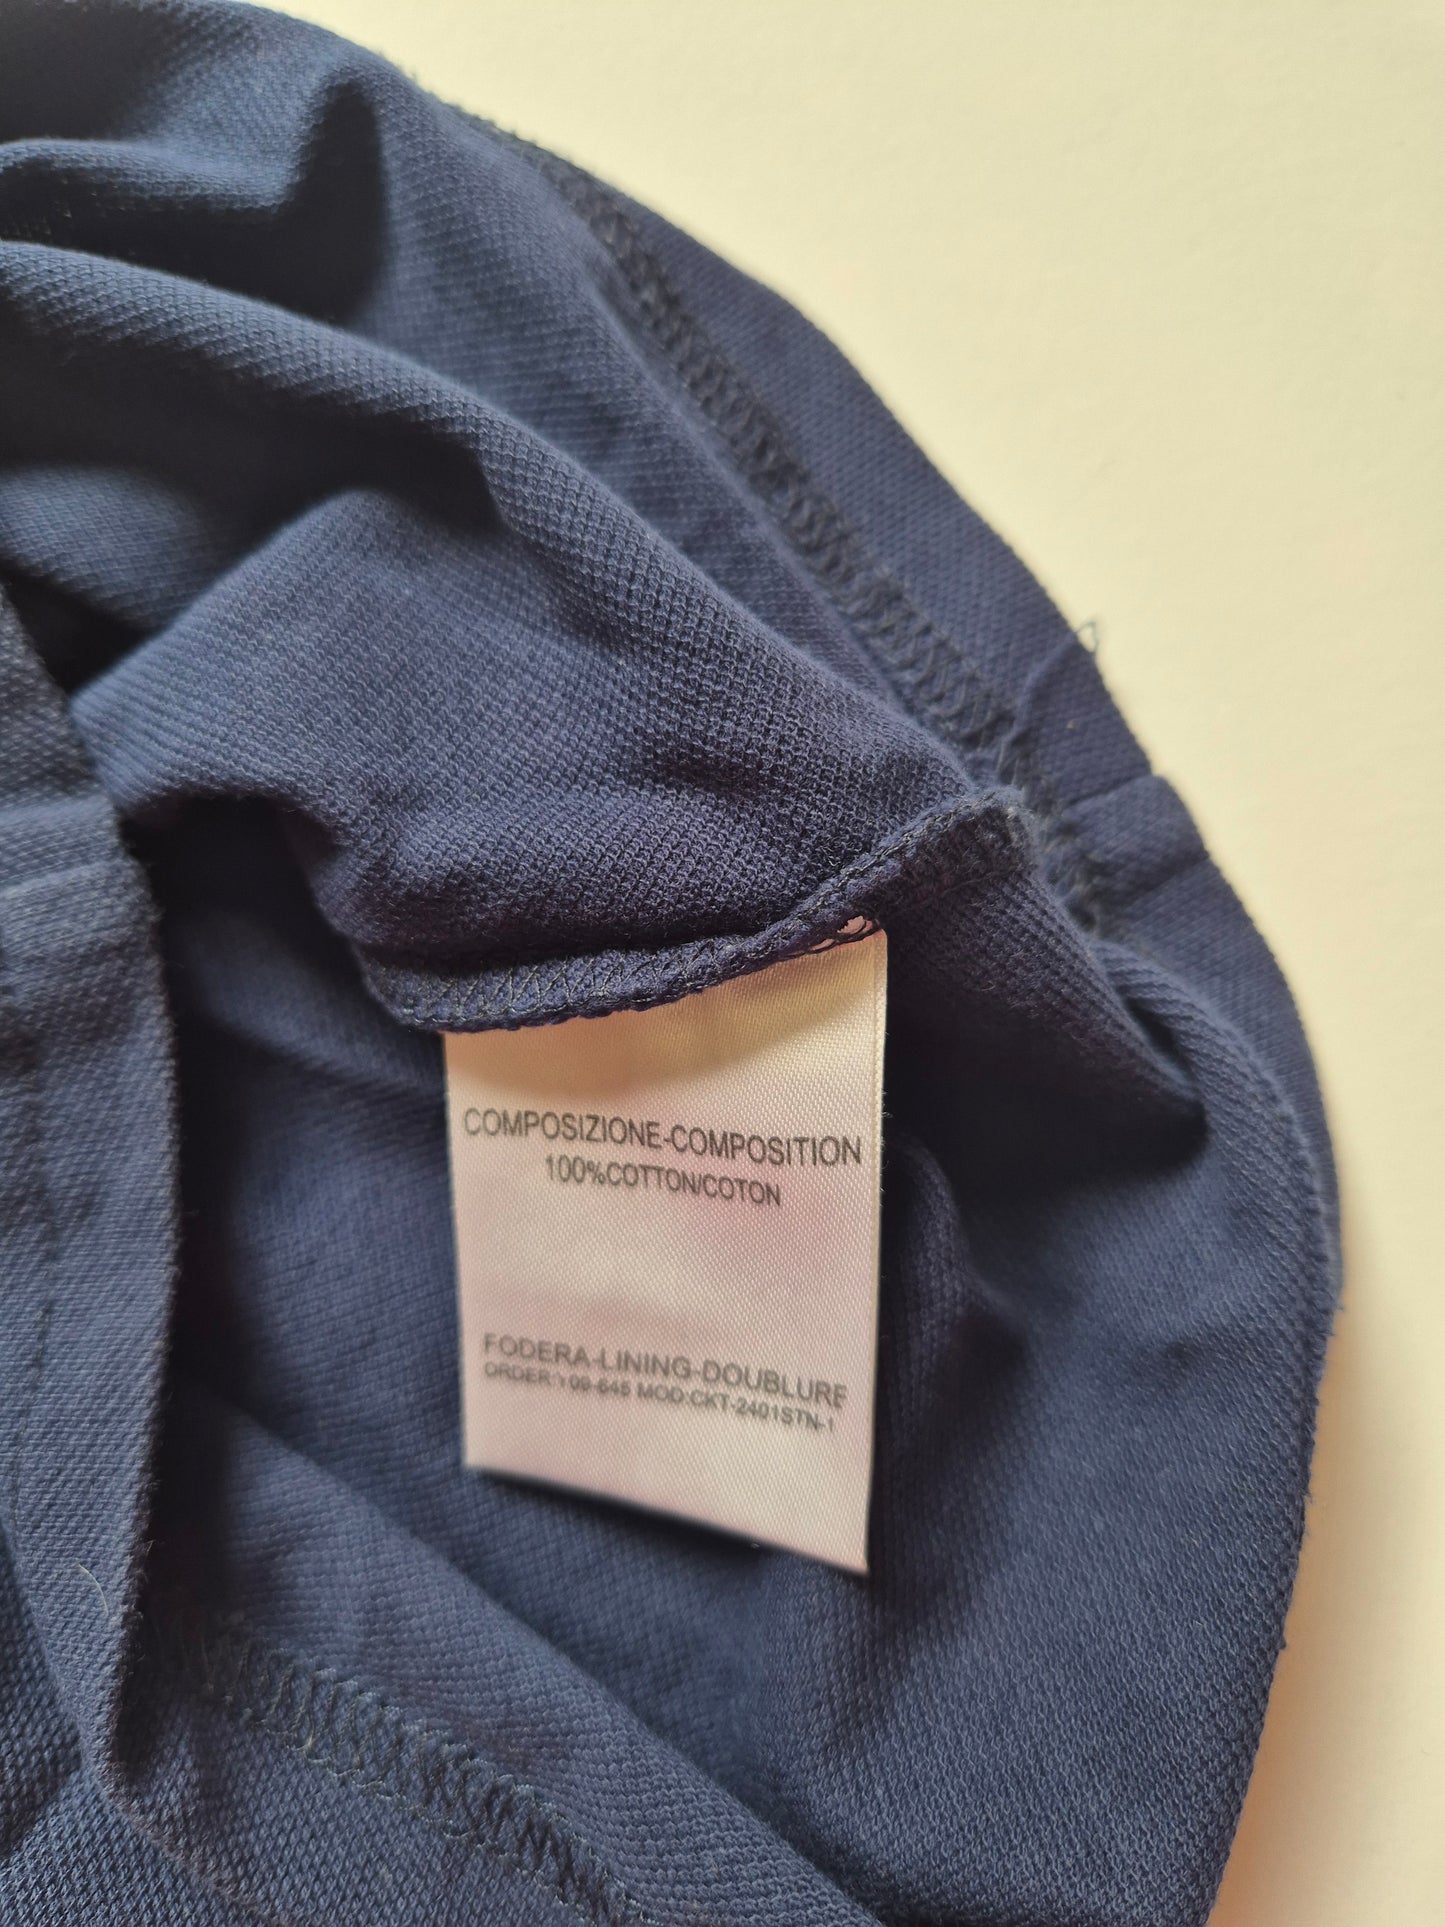 COMPOSIZIONE-COMPOSITION
100%COTTON/COTON
FODERA-LINING-DOUBLURE
ORDER:109-645 MOD:CKT-2401STN-1